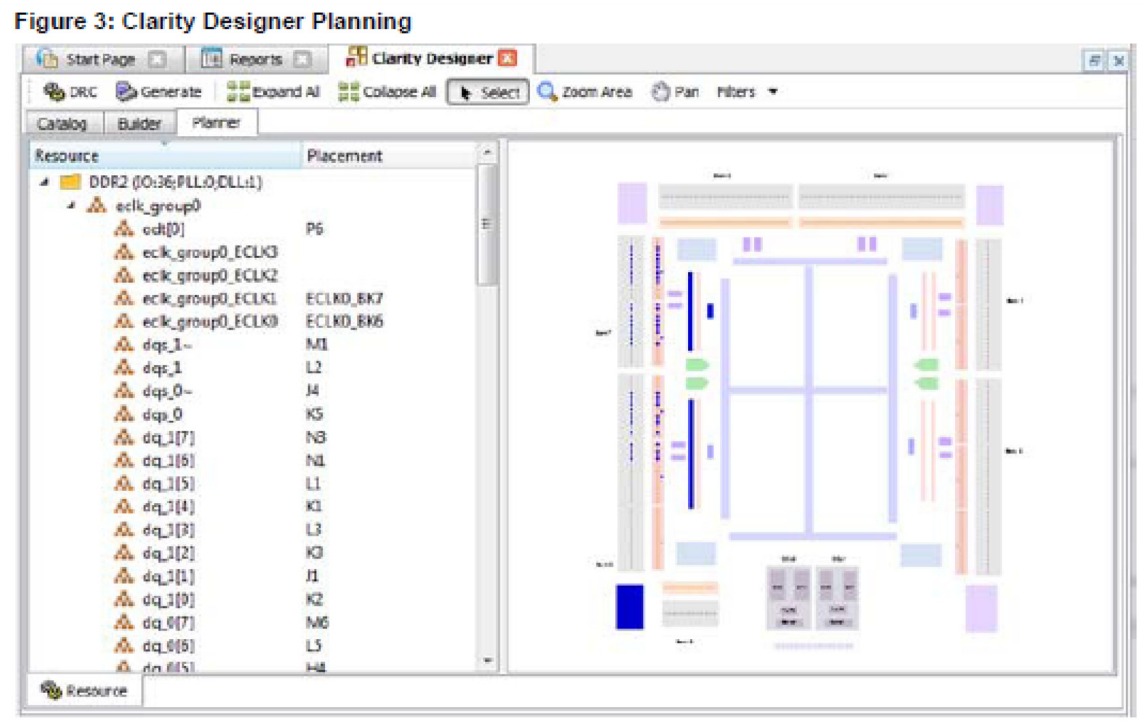 Figure 3: Clarity Designer Planning
Start Page Reports Clarity Designer
DRC Generate Expand All Collapse All Select Zoom Area Pan Filters
Catalog Builder Planner
Resource Placement
DDR2 (IO:36;PLL:0;DLL:1)
eclk_group0
odt[0] P6
eclk_group0_ECLK3
eclk_group0_ECLK2
eclk_group0_ECLK1 ECLK0_BK7
eclk_group0_ECLK0 ECLK0_BK6
dqs_1~ M1
dqs_1 L2
dqs_0~ J4
dqs_0 K5
dq_1[7] N3
dq_1[6] N1
dq_1[5] L1
dq_1[4] K1
dq_1[3] L3
dq_1[2] K3
dq_1[1] J1
dq_1[0] K2
dq_0[7] M6
dq_0[6] L5
dq_0[5] H4
Resource